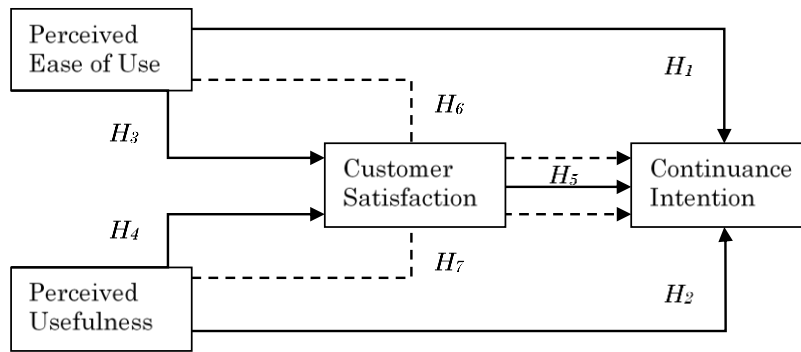 Perceived
Ease of Use
H1
H6
H3
Customer
Satisfaction
H5
Continuance
Intention
H4
H7
Perceived
Usefulness
H2